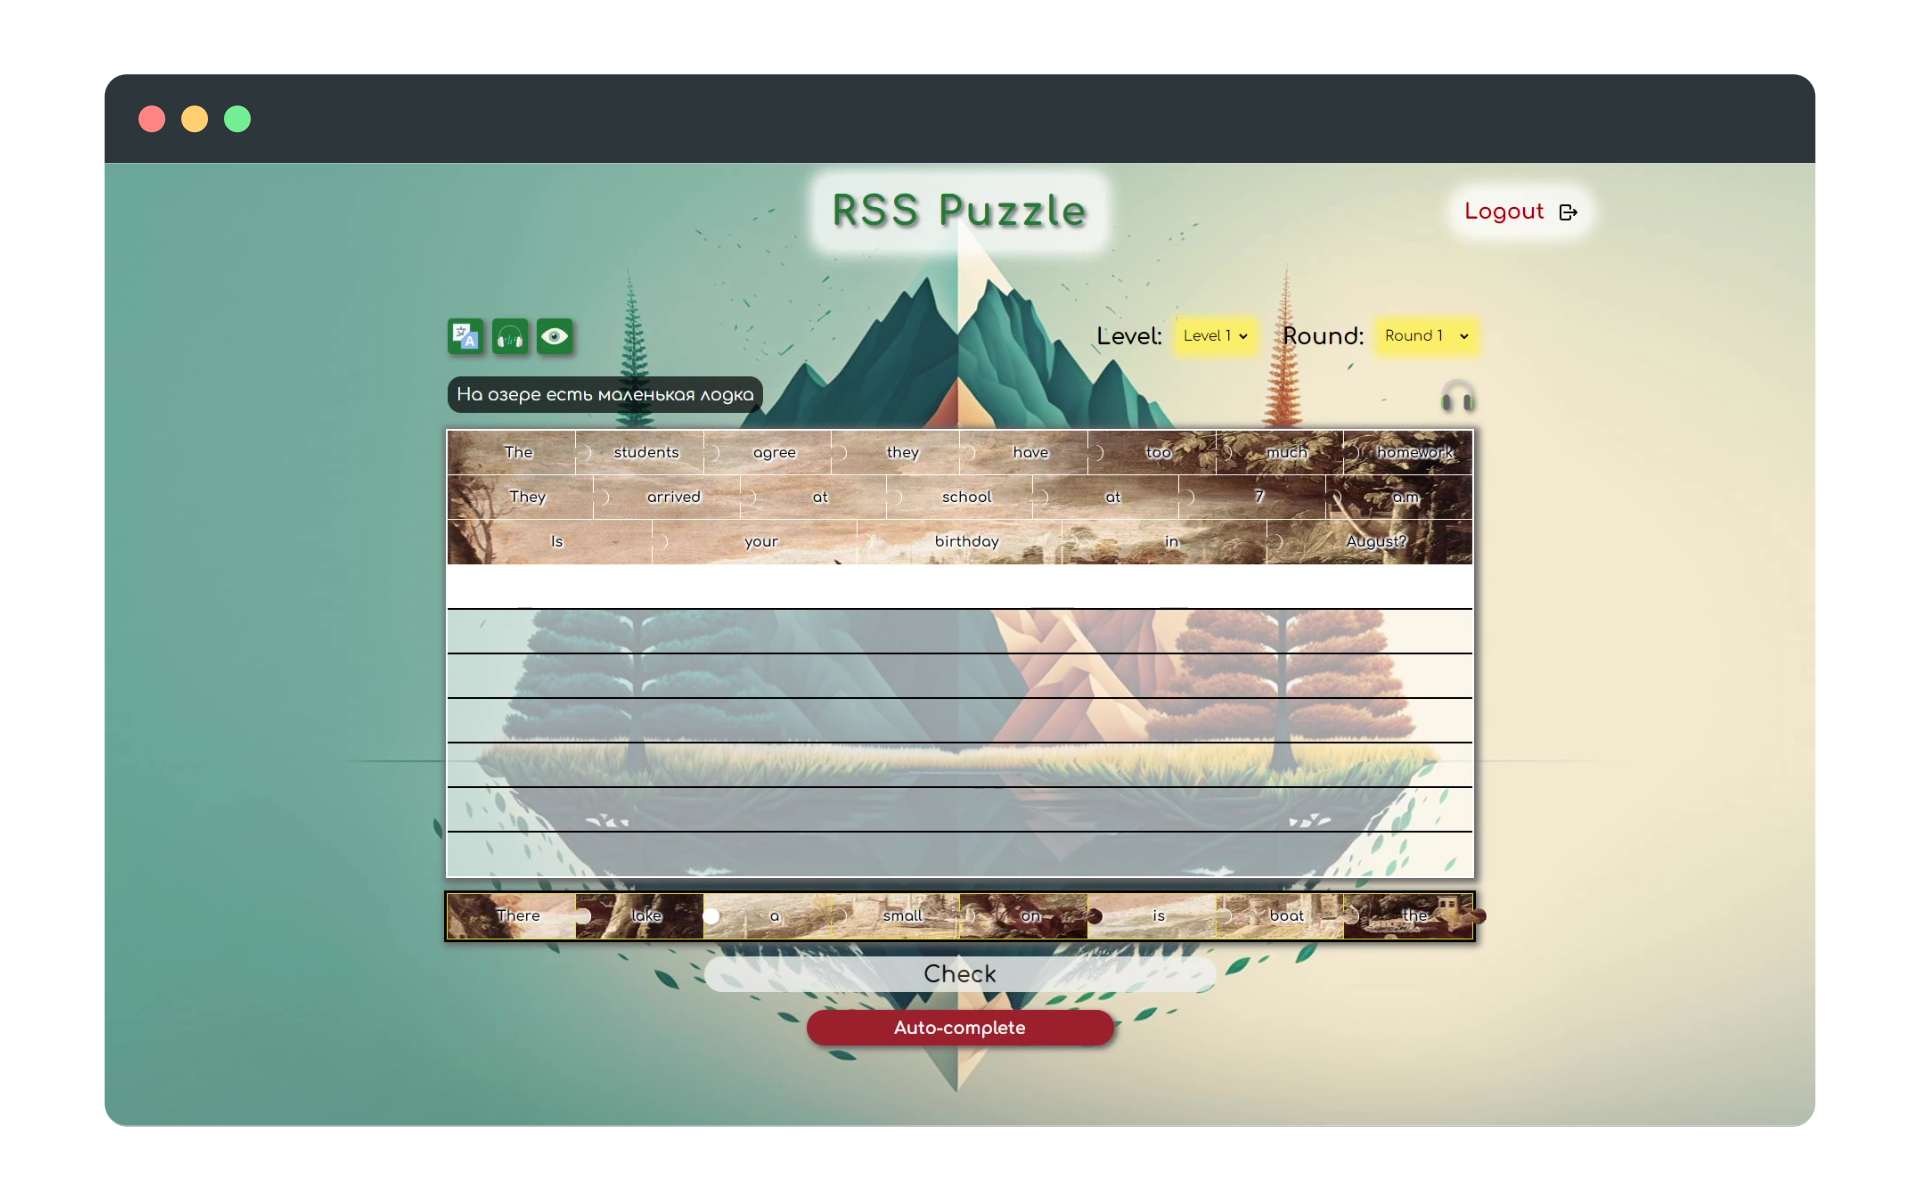 RSS Puzzle
Logout
Level: Level 1 Round: Round 1
На озере есть маленькая лодка
The students agree they have too much homework
They arrived at school at 7 a.m
Is your birthday in August?
There lake a small on is boat the
Check
Auto-complete